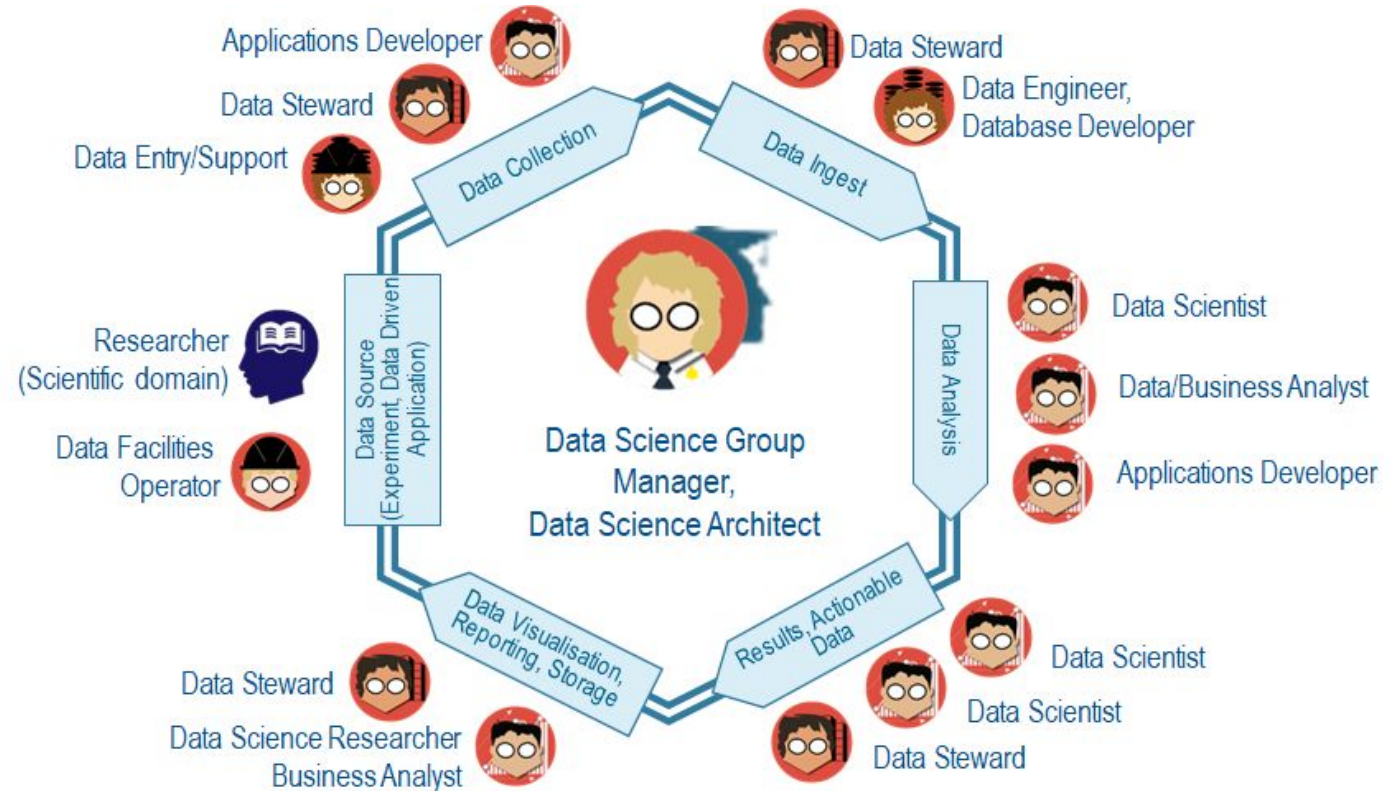 Applications Developer
Data Steward
Data Entry/Support
Data Collection
Data Steward
Data Engineer,
Database Developer
Data Ingest
Data Scientist
Data/Business Analyst
Applications Developer
Data Analysis
Researcher
(Scientific domain)
Data Facilities
Operator
Data Source
(Experiment, Data Driven
Application)
Data Science Group
Manager,
Data Science Architect
Results, Actionable
Data
Data Scientist
Data Scientist
Data Steward
Data Visualisation,
Reporting, Storage
Data Steward
Data Science Researcher
Business Analyst